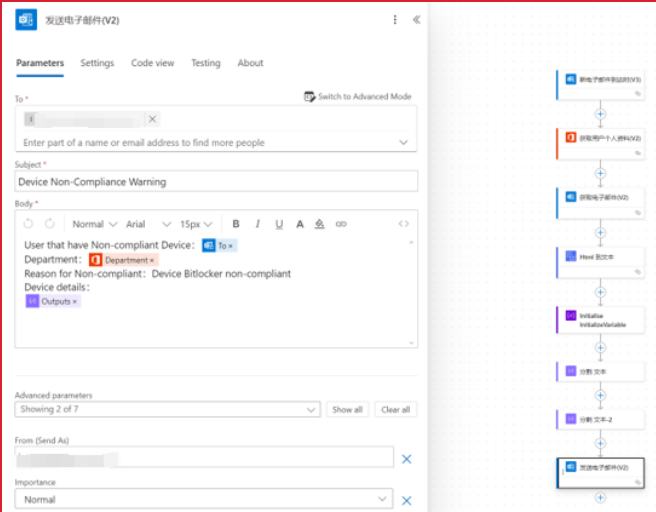 发送电子邮件(V2)
Parameters Settings Code view Testing About
To * Switch to Advanced Mode
Enter part of a name or email address to find more people
Subject *
Device Non-Compliance Warning
Body *
Normal Arial 15px B I U A
User that have Non-compliant Device： To ×
Department： Department ×
Reason for Non-compliant：Device Bitlocker non-compliant
Device details：
Outputs ×
Advanced parameters
Showing 2 of 7 Show all Clear all
From (Send As)
Importance
Normal
新电子邮件到达时(V3)
获取用户个人资料(V2)
获取电子邮件(V2)
Html 到文本
Initialise
InitializeVariable
分割 文本
分割 文本-2
发送电子邮件(V2)